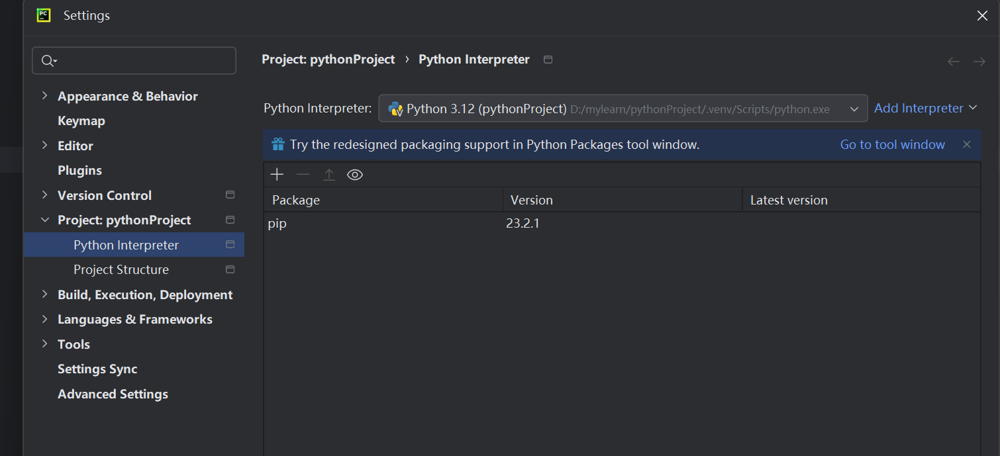 PC
Settings
Project: pythonProject › Python Interpreter
Appearance & Behavior
Keymap
Editor
Plugins
Version Control
Project: pythonProject
Python Interpreter
Project Structure
Build, Execution, Deployment
Languages & Frameworks
Tools
Settings Sync
Advanced Settings
Python Interpreter: Python 3.12 (pythonProject) D:/mylearn/pythonProject/.venv/Scripts/python.exe Add Interpreter
Try the redesigned packaging support in Python Packages tool window. Go to tool window
Package Version Latest version
pip 23.2.1